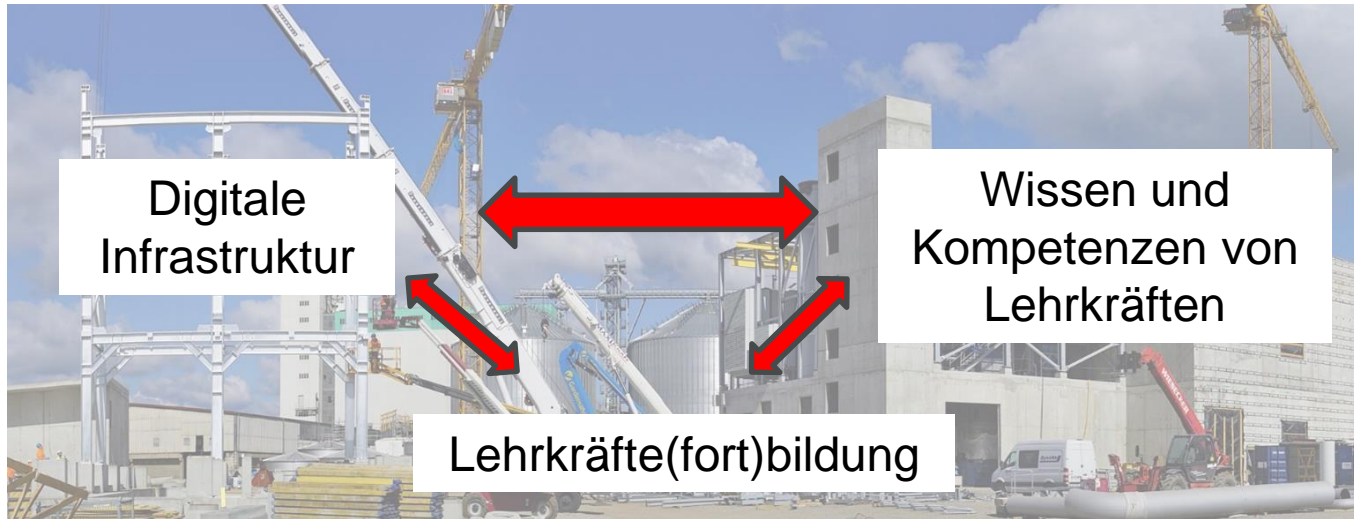 Digitale
Infrastruktur
Wissen und
Kompetenzen von
Lehrkräften
Lehrkräfte(fort)bildung